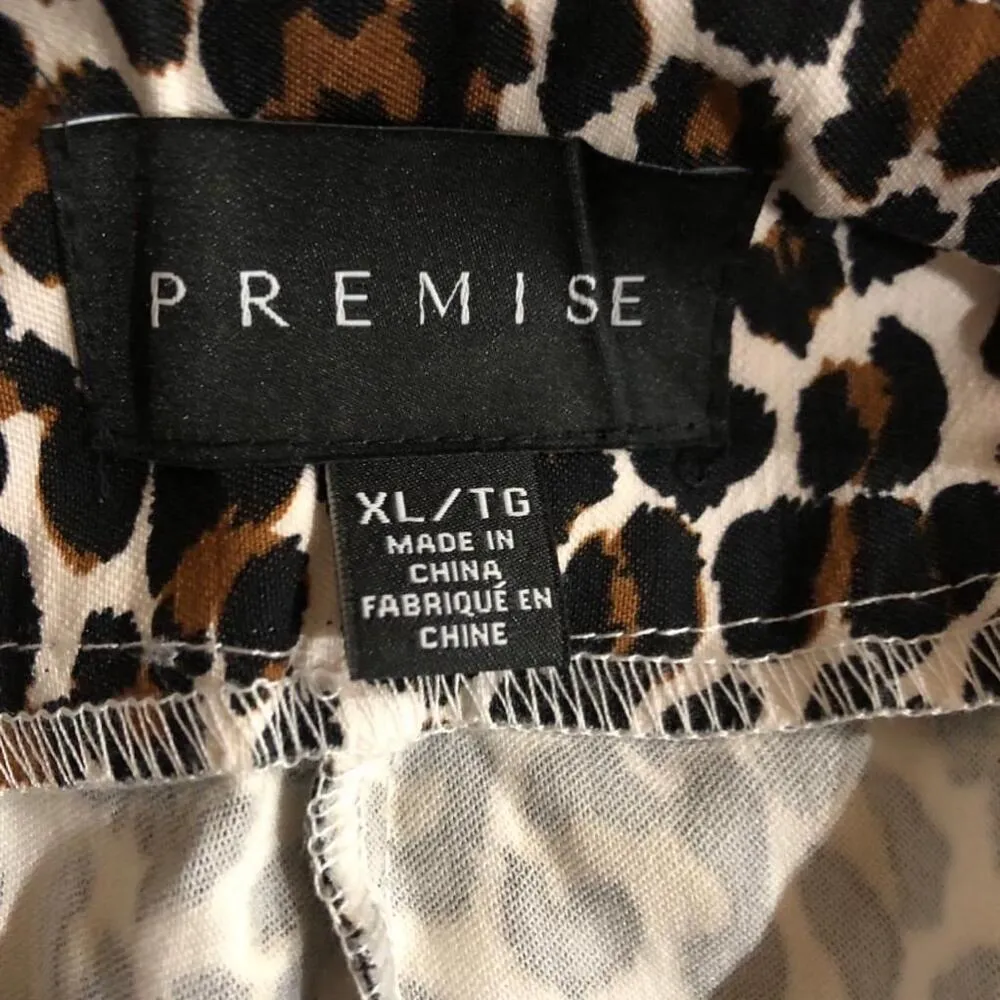 PREMISE
XL/TG
MADE IN
CHINA
FABRIQUÉ EN
CHINE